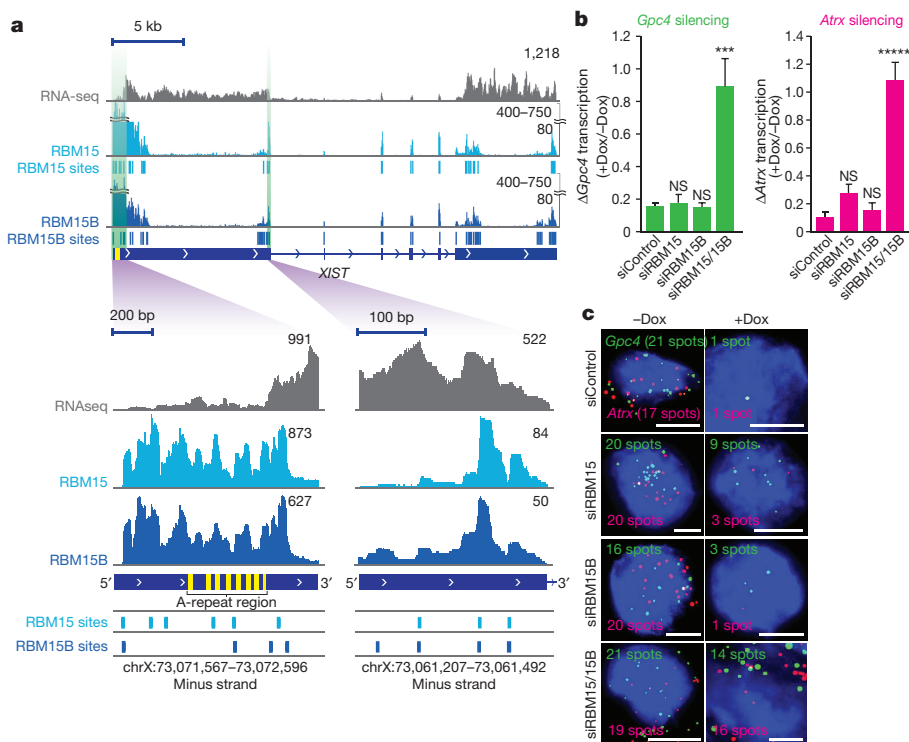 a
5 kb
1,218
RNA-seq
400–750
80
RBM15
RBM15 sites
400–750
80
RBM15B
RBM15B sites
XIST
200 bp
100 bp
991
522
RNAseq
873
84
RBM15
627
50
RBM15B
5′ 3′ 5′ 3′
A-repeat region
RBM15 sites
RBM15B sites
chrX:73,071,567–73,072,596
Minus strand
chrX:73,061,207–73,061,492
Minus strand
b
Gpc4 silencing
ΔGpc4 transcription
(+Dox/–Dox)
1.2
1.0
0.8
0.6
0.4
0.2
0
NS
NS
***
siControl
siRBM15
siRBM15B
siRBM15/15B
Atrx silencing
ΔAtrx transcription
(+Dox/–Dox)
1.4
1.2
1.0
0.8
0.6
0.4
0.2
0
NS
NS
*****
siControl
siRBM15
siRBM15B
siRBM15/15B
c
–Dox +Dox
siControl
Gpc4 (21 spots)
Atrx (17 spots)
1 spot
1 spot
siRBM15
20 spots
20 spots
9 spots
3 spots
siRBM15B
16 spots
20 spots
3 spots
1 spot
siRBM15/15B
21 spots
19 spots
14 spots
16 spots